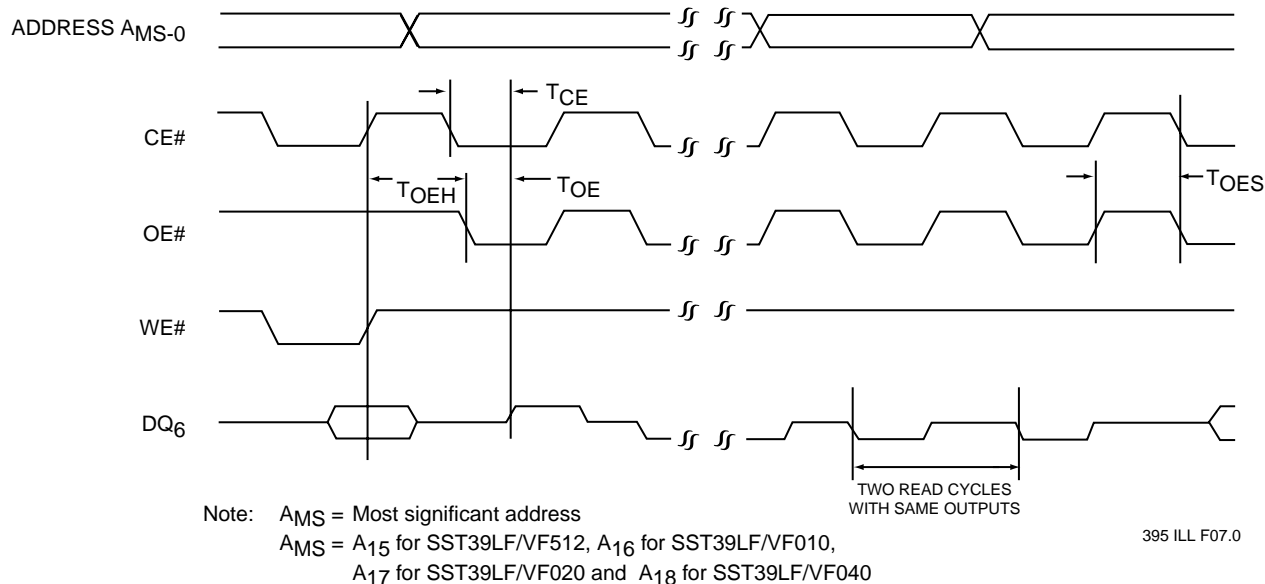 ADDRESS AMS-0
TCE
CE#
TOEH
TOE
TOES
OE#
WE#
DQ6
TWO READ CYCLES
WITH SAME OUTPUTS
Note: AMS = Most significant address
AMS = A15 for SST39LF/VF512, A16 for SST39LF/VF010,
A17 for SST39LF/VF020 and A18 for SST39LF/VF040
395 ILL F07.0